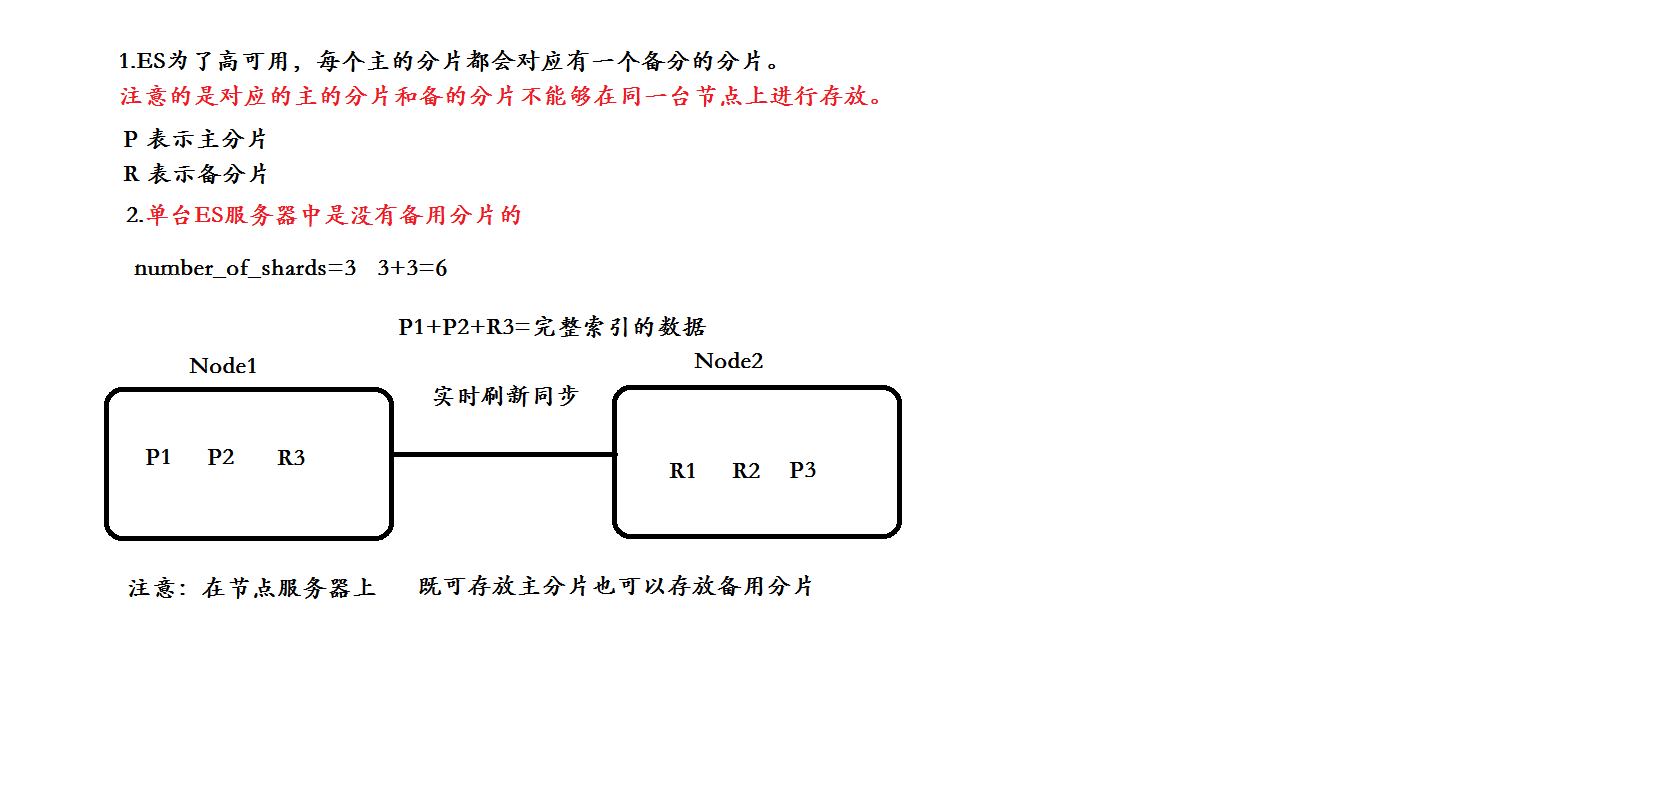 1.ES为了高可用，每个主的分片都会对应有一个备分的分片。
注意的是对应的主的分片和备的分片不能够在同一台节点上进行存放。
P 表示主分片
R 表示备分片
2.单台ES服务器中是没有备用分片的
number_of_shards=3 3+3=6
P1+P2+R3=完整索引的数据
Node1
Node2
实时刷新同步
P1 P2 R3
R1 R2 P3
注意：在节点服务器上 既可存放主分片也可以存放备用分片